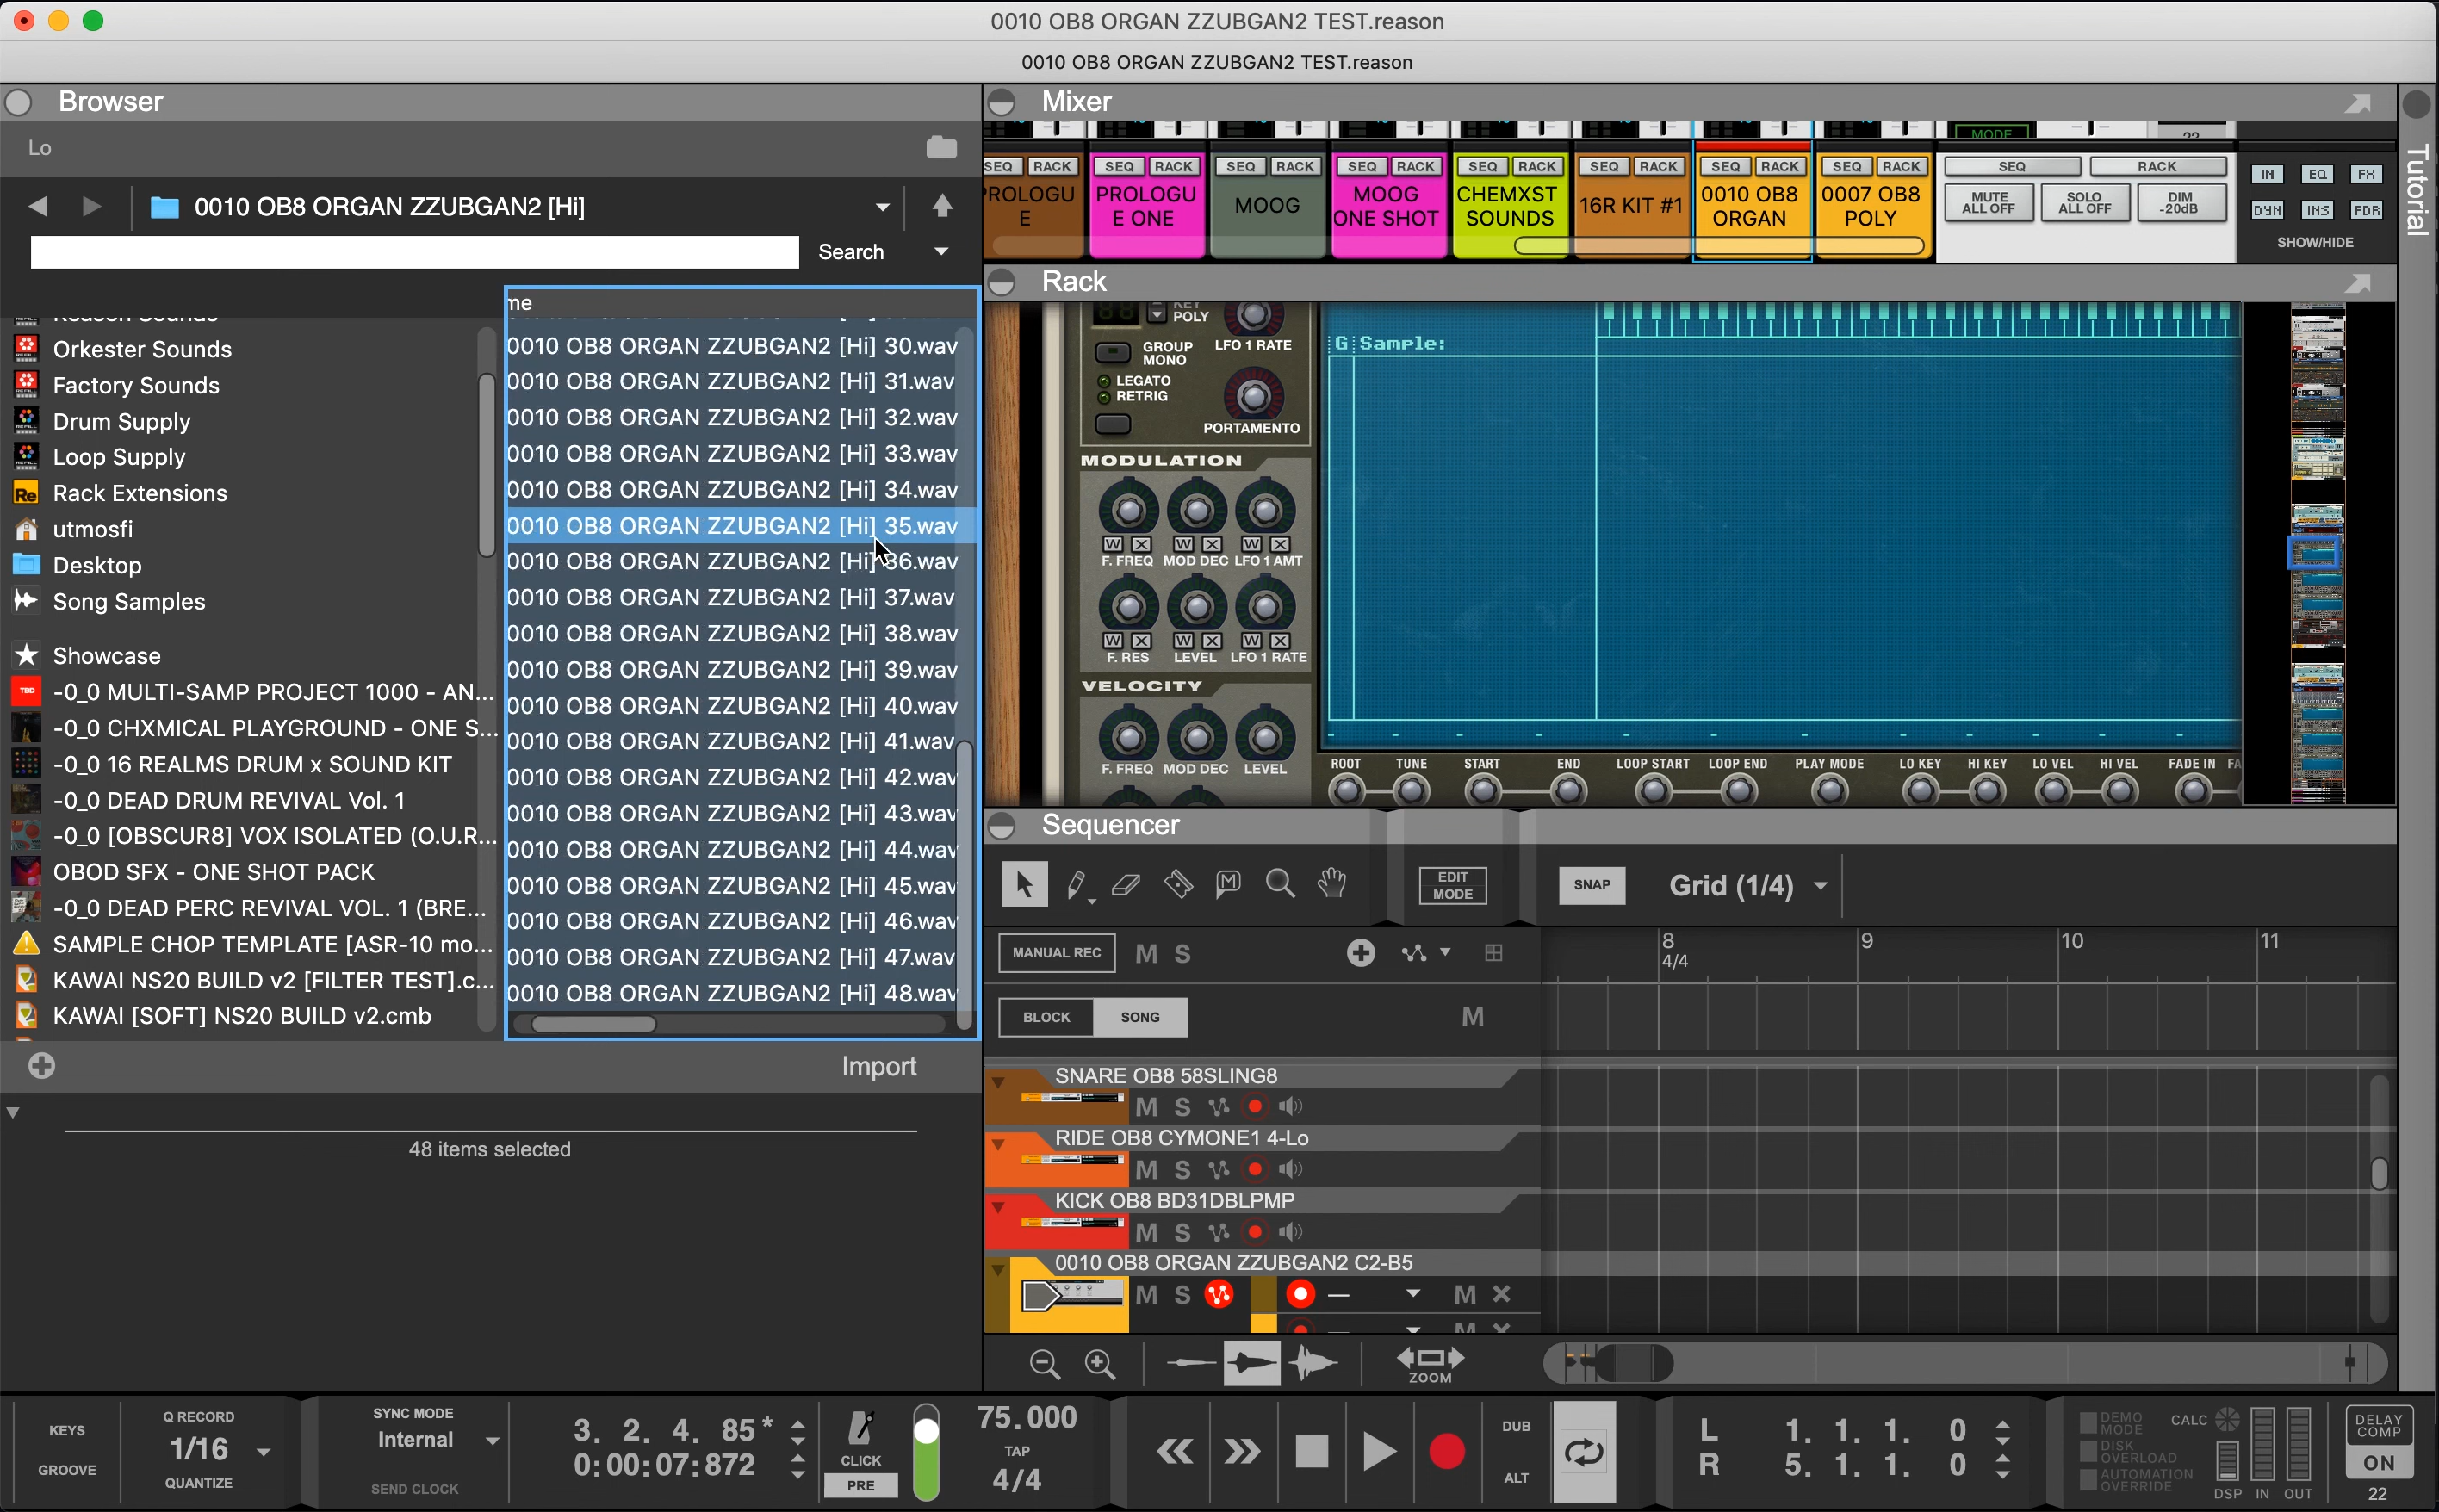 0010 OB8 ORGAN ZZUBGAN2 TEST.reason
0010 OB8 ORGAN ZZUBGAN2 TEST.reason
Browser
Lo
0010 OB8 ORGAN ZZUBGAN2 [Hi]
Search
me
Reason Sounds
Orkester Sounds
Factory Sounds
Drum Supply
Loop Supply
Re Rack Extensions
utmosfi
Desktop
Song Samples
Showcase
TBD -0_0 MULTI-SAMP PROJECT 1000 - AN...
-0_0 CHXMICAL PLAYGROUND - ONE S...
-0_0 16 REALMS DRUM x SOUND KIT
-0_0 DEAD DRUM REVIVAL Vol. 1
-0_0 [OBSCUR8] VOX ISOLATED (O.U.R...
OBOD SFX - ONE SHOT PACK
-0_0 DEAD PERC REVIVAL VOL. 1 (BRE...
SAMPLE CHOP TEMPLATE [ASR-10 mo...
KAWAI NS20 BUILD v2 [FILTER TEST].c...
KAWAI [SOFT] NS20 BUILD v2.cmb
0010 OB8 ORGAN ZZUBGAN2 [Hi] 30.wav
0010 OB8 ORGAN ZZUBGAN2 [Hi] 31.wav
0010 OB8 ORGAN ZZUBGAN2 [Hi] 32.wav
0010 OB8 ORGAN ZZUBGAN2 [Hi] 33.wav
0010 OB8 ORGAN ZZUBGAN2 [Hi] 34.wav
0010 OB8 ORGAN ZZUBGAN2 [Hi] 35.wav
0010 OB8 ORGAN ZZUBGAN2 [Hi] 36.wav
0010 OB8 ORGAN ZZUBGAN2 [Hi] 37.wav
0010 OB8 ORGAN ZZUBGAN2 [Hi] 38.wav
0010 OB8 ORGAN ZZUBGAN2 [Hi] 39.wav
0010 OB8 ORGAN ZZUBGAN2 [Hi] 40.wav
0010 OB8 ORGAN ZZUBGAN2 [Hi] 41.wav
0010 OB8 ORGAN ZZUBGAN2 [Hi] 42.wav
0010 OB8 ORGAN ZZUBGAN2 [Hi] 43.wav
0010 OB8 ORGAN ZZUBGAN2 [Hi] 44.wav
0010 OB8 ORGAN ZZUBGAN2 [Hi] 45.wav
0010 OB8 ORGAN ZZUBGAN2 [Hi] 46.wav
0010 OB8 ORGAN ZZUBGAN2 [Hi] 47.wav
0010 OB8 ORGAN ZZUBGAN2 [Hi] 48.wav
Import
48 items selected
Mixer
MODE 22
SEQ RACK SEQ RACK SEQ RACK SEQ RACK SEQ RACK SEQ RACK SEQ RACK SEQ RACK SEQ RACK
PROLOGU
E
PROLOGU
E ONE
MOOG
MOOG
ONE SHOT
CHEMXST
SOUNDS
16R KIT #1
0010 OB8
ORGAN
0007 OB8
POLY
MUTE
ALL OFF
SOLO
ALL OFF
DIM
-20dB
IN EQ FX
DYN INS FDR
SHOW/HIDE
Tutorial
Rack
KEY
POLY
LFO 1 RATE
GROUP
MONO
LEGATO
RETRIG
PORTAMENTO
MODULATION
W X W X W X
F. FREQ MOD DEC LFO 1 AMT
W X W X W X
F. RES LEVEL LFO 1 RATE
VELOCITY
F. FREQ MOD DEC LEVEL
G Sample:
ROOT TUNE START END LOOP START LOOP END PLAY MODE LO KEY HI KEY LO VEL HI VEL FADE IN FA
Sequencer
M
EDIT
MODE
SNAP
Grid (1/4)
MANUAL REC M S
8 9 10 11
4/4
BLOCK SONG M
SNARE OB8 58SLING8
M S
RIDE OB8 CYMONE1 4-Lo
M S
KICK OB8 BD31DBLPMP
M S
0010 OB8 ORGAN ZZUBGAN2 C2-B5
M S M
M
ZOOM
KEYS
GROOVE
Q RECORD
1/16
QUANTIZE
SYNC MODE
Internal
SEND CLOCK
3. 2. 4. 85 *
0:00:07:872
CLICK
PRE
75.000
TAP
4/4
DUB
ALT
L 1. 1. 1. 0
R 5. 1. 1. 0
DEMO
MODE
DISK
OVERLOAD
AUTOMATION
OVERRIDE
CALC
DSP IN OUT
DELAY
COMP
ON
22